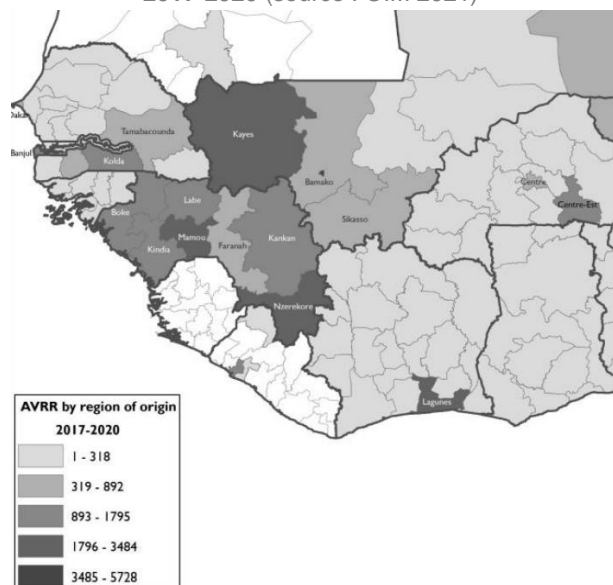 Dakar
Tamabacounda
Kayes
Banjul
Kolda
Bamako
Centre
Centre-Est
Labe
Boke
Sikasso
Mamou
Kankan
Kindia
Faranah
Nzerekore
Lagunes
AVRR by region of origin
2017-2020
1 - 318
319 - 892
893 - 1795
1796 - 3484
3485 - 5728